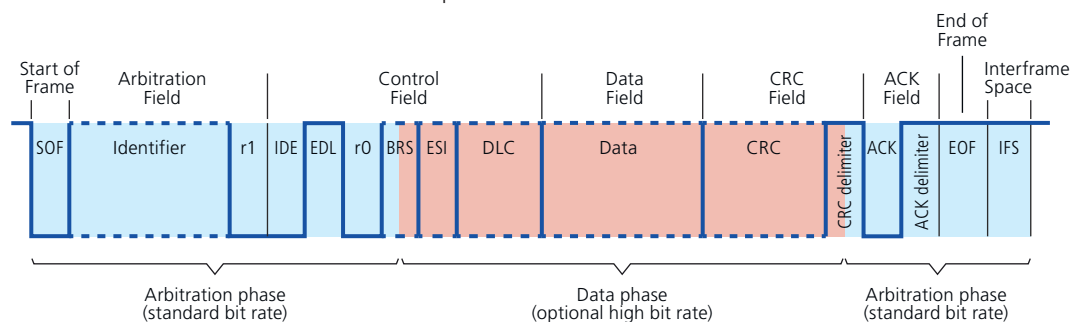 End of
Frame
Start of
Frame
Arbitration
Field
Control
Field
Data
Field
CRC
Field
ACK
Field
Interframe
Space
SOF
Identifier
r1
IDE
EDL
r0
BRS
ESI
DLC
Data
CRC
CRC delimiter
ACK
ACK delimiter
EOF
IFS
Arbitration phase
(standard bit rate)
Data phase
(optional high bit rate)
Arbitration phase
(standard bit rate)